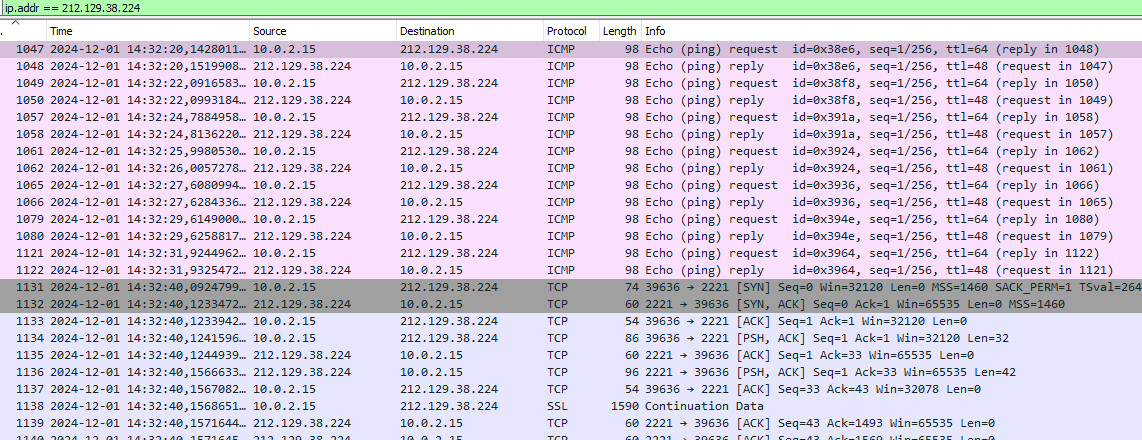 ip.addr == 212.129.38.224
. Time Source Destination Protocol Length Info
1047 2024-12-01 14:32:20,1428011… 10.0.2.15 212.129.38.224 ICMP 98 Echo (ping) request id=0x38e6, seq=1/256, ttl=64 (reply in 1048)
1048 2024-12-01 14:32:20,1519908… 212.129.38.224 10.0.2.15 ICMP 98 Echo (ping) reply id=0x38e6, seq=1/256, ttl=48 (request in 1047)
1049 2024-12-01 14:32:22,0916583… 10.0.2.15 212.129.38.224 ICMP 98 Echo (ping) request id=0x38f8, seq=1/256, ttl=64 (reply in 1050)
1050 2024-12-01 14:32:22,0993184… 212.129.38.224 10.0.2.15 ICMP 98 Echo (ping) reply id=0x38f8, seq=1/256, ttl=48 (request in 1049)
1057 2024-12-01 14:32:24,7884958… 10.0.2.15 212.129.38.224 ICMP 98 Echo (ping) request id=0x391a, seq=1/256, ttl=64 (reply in 1058)
1058 2024-12-01 14:32:24,8136220… 212.129.38.224 10.0.2.15 ICMP 98 Echo (ping) reply id=0x391a, seq=1/256, ttl=48 (request in 1057)
1061 2024-12-01 14:32:25,9980530… 10.0.2.15 212.129.38.224 ICMP 98 Echo (ping) request id=0x3924, seq=1/256, ttl=64 (reply in 1062)
1062 2024-12-01 14:32:26,0057278… 212.129.38.224 10.0.2.15 ICMP 98 Echo (ping) reply id=0x3924, seq=1/256, ttl=48 (request in 1061)
1065 2024-12-01 14:32:27,6080994… 10.0.2.15 212.129.38.224 ICMP 98 Echo (ping) request id=0x3936, seq=1/256, ttl=64 (reply in 1066)
1066 2024-12-01 14:32:27,6284336… 212.129.38.224 10.0.2.15 ICMP 98 Echo (ping) reply id=0x3936, seq=1/256, ttl=48 (request in 1065)
1079 2024-12-01 14:32:29,6149000… 10.0.2.15 212.129.38.224 ICMP 98 Echo (ping) request id=0x394e, seq=1/256, ttl=64 (reply in 1080)
1080 2024-12-01 14:32:29,6258817… 212.129.38.224 10.0.2.15 ICMP 98 Echo (ping) reply id=0x394e, seq=1/256, ttl=48 (request in 1079)
1121 2024-12-01 14:32:31,9244962… 10.0.2.15 212.129.38.224 ICMP 98 Echo (ping) request id=0x3964, seq=1/256, ttl=64 (reply in 1122)
1122 2024-12-01 14:32:31,9325472… 212.129.38.224 10.0.2.15 ICMP 98 Echo (ping) reply id=0x3964, seq=1/256, ttl=48 (request in 1121)
1131 2024-12-01 14:32:40,0924799… 10.0.2.15 212.129.38.224 TCP 74 39636 → 2221 [SYN] Seq=0 Win=32120 Len=0 MSS=1460 SACK_PERM=1 TSval=264
1132 2024-12-01 14:32:40,1233472… 212.129.38.224 10.0.2.15 TCP 60 2221 → 39636 [SYN, ACK] Seq=0 Ack=1 Win=65535 Len=0 MSS=1460
1133 2024-12-01 14:32:40,1233942… 10.0.2.15 212.129.38.224 TCP 54 39636 → 2221 [ACK] Seq=1 Ack=1 Win=32120 Len=0
1134 2024-12-01 14:32:40,1241596… 10.0.2.15 212.129.38.224 TCP 86 39636 → 2221 [PSH, ACK] Seq=1 Ack=1 Win=32120 Len=32
1135 2024-12-01 14:32:40,1244939… 212.129.38.224 10.0.2.15 TCP 60 2221 → 39636 [ACK] Seq=1 Ack=33 Win=65535 Len=0
1136 2024-12-01 14:32:40,1566633… 212.129.38.224 10.0.2.15 TCP 96 2221 → 39636 [PSH, ACK] Seq=1 Ack=33 Win=65535 Len=42
1137 2024-12-01 14:32:40,1567082… 10.0.2.15 212.129.38.224 TCP 54 39636 → 2221 [ACK] Seq=33 Ack=43 Win=32078 Len=0
1138 2024-12-01 14:32:40,1568651… 10.0.2.15 212.129.38.224 SSL 1590 Continuation Data
1139 2024-12-01 14:32:40,1571644… 212.129.38.224 10.0.2.15 TCP 60 2221 → 39636 [ACK] Seq=43 Ack=1493 Win=65535 Len=0